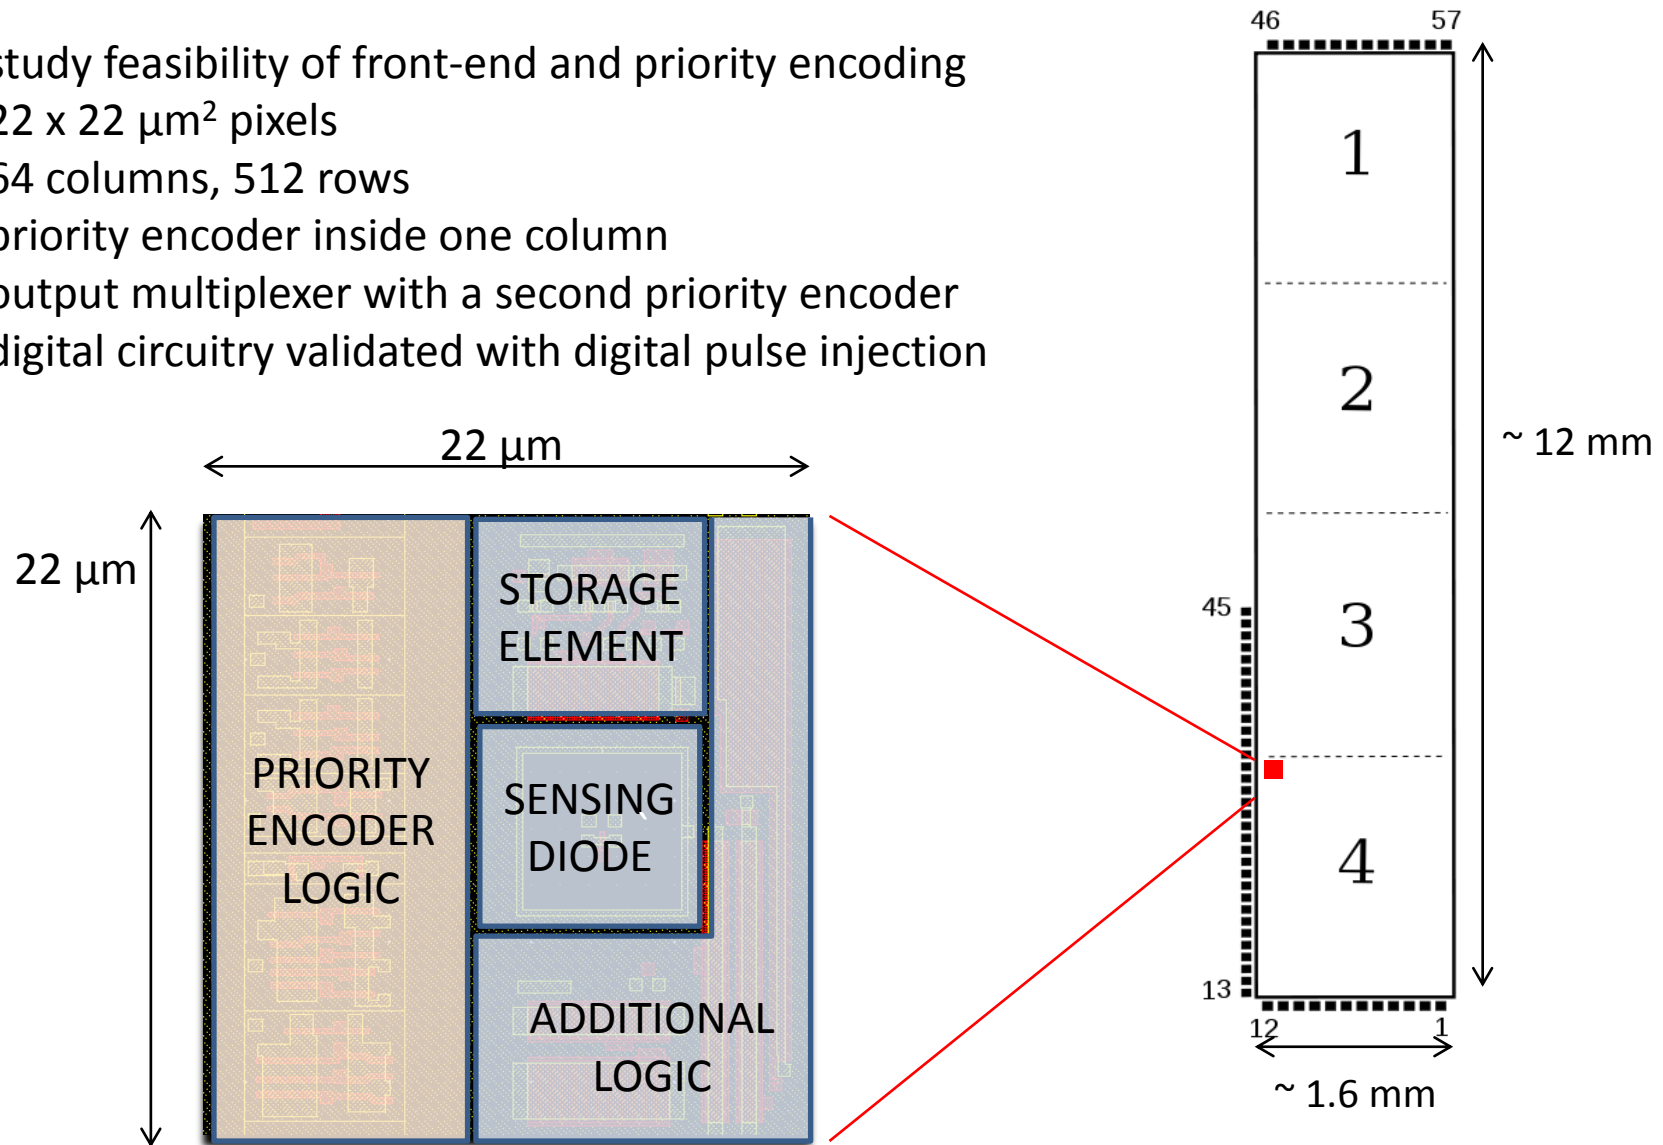 study feasibility of front-end and priority encoding
22 x 22 µm² pixels
64 columns, 512 rows
priority encoder inside one column
output multiplexer with a second priority encoder
digital circuitry validated with digital pulse injection
22 µm
22 µm
STORAGE
ELEMENT
PRIORITY
ENCODER
LOGIC
SENSING
DIODE
ADDITIONAL
LOGIC
46 57
1
2
~ 12 mm
45
3
4
13
12 1
~ 1.6 mm